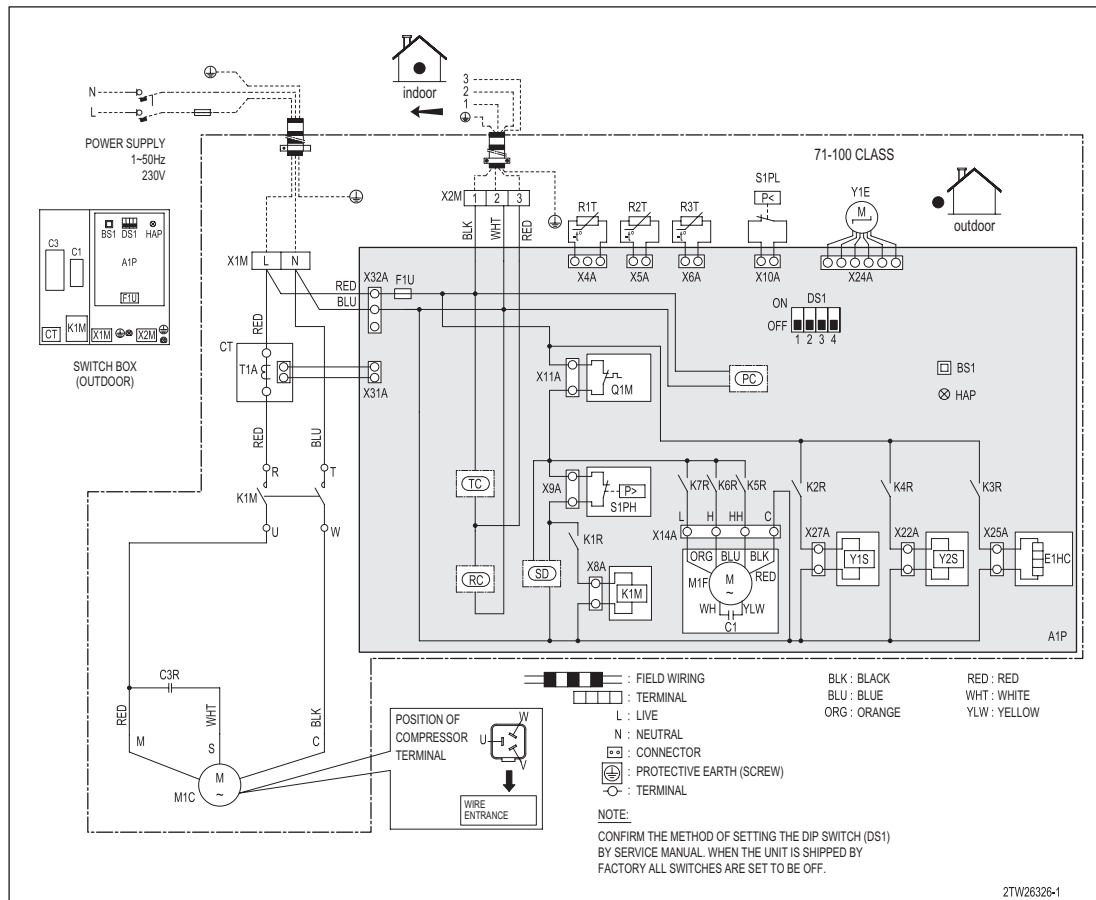 N
L
POWER SUPPLY
1~50Hz
230V
indoor
3
2
1
71-100 CLASS
outdoor
X2M
1 2 3
BLK
WHT
RED
R1T
R2T
R3T
S1PL
P<
Y1E
M
X4A
X5A
X6A
X10A
X24A
BS1 DS1 HAP
C3
C1
A1P
F1U
CT
K1M
X1M
X2M
SWITCH BOX
(OUTDOOR)
X1M
L N
X32A
RED
BLU
F1U
ON
DS1
OFF
1 2 3 4
RED
CT
T1A
X31A
X11A
Q1M
PC
BS1
HAP
RED
BLU
R
T
K1M
U
W
TC
RC
SD
X9A
P>
S1PH
K1R
X8A
K1M
K7R
K6R
K5R
L
H
HH
C
X14A
ORG BLU BLK
M1F
M
~
RED
WH
YLW
C1
K2R
K4R
K3R
X27A
Y1S
X22A
Y2S
X25A
E1HC
A1P
C3R
RED
WHT
BLK
M
S
C
M
~
M1C
POSITION OF
COMPRESSOR
TERMINAL
W
U
V
WIRE
ENTRANCE
: FIELD WIRING
: TERMINAL
L : LIVE
N : NEUTRAL
: CONNECTOR
: PROTECTIVE EARTH (SCREW)
: TERMINAL
BLK : BLACK
BLU : BLUE
ORG : ORANGE
RED : RED
WHT : WHITE
YLW : YELLOW
NOTE:
CONFIRM THE METHOD OF SETTING THE DIP SWITCH (DS1)
BY SERVICE MANUAL. WHEN THE UNIT IS SHIPPED BY
FACTORY ALL SWITCHES ARE SET TO BE OFF.
2TW26326-1